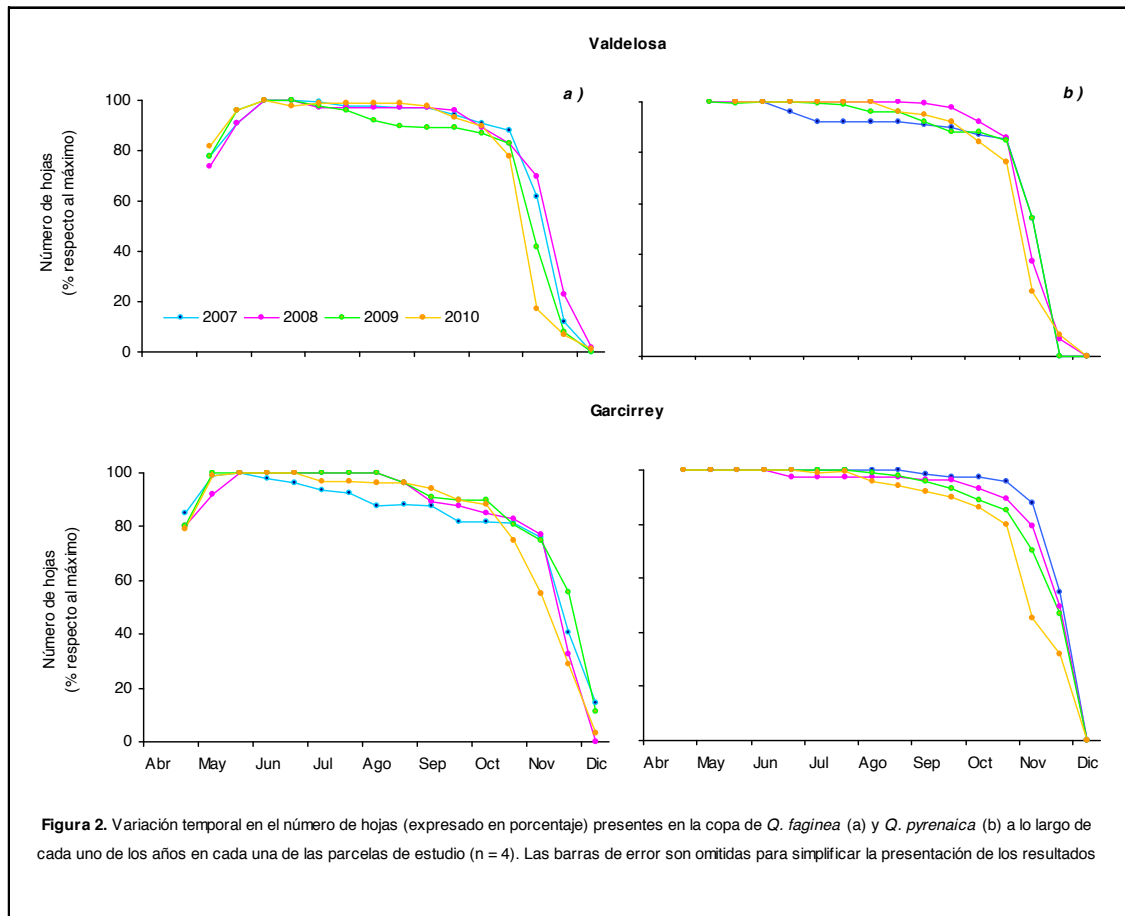 Valdelosa
a )
b )
Número de hojas
(% respecto al máximo)
100
80
60
40
20
0
2007 2008 2009 2010
Garcirrey
Número de hojas
(% respecto al máximo)
100
80
60
40
20
0
Abr May Jun Jul Ago Sep Oct Nov Dic
Abr May Jun Jul Ago Sep Oct Nov Dic
Figura 2. Variación temporal en el número de hojas (expresado en porcentaje) presentes en la copa de Q. faginea (a) y Q. pyrenaica (b) a lo largo de
cada uno de los años en cada una de las parcelas de estudio (n = 4). Las barras de error son omitidas para simplificar la presentación de los resultados